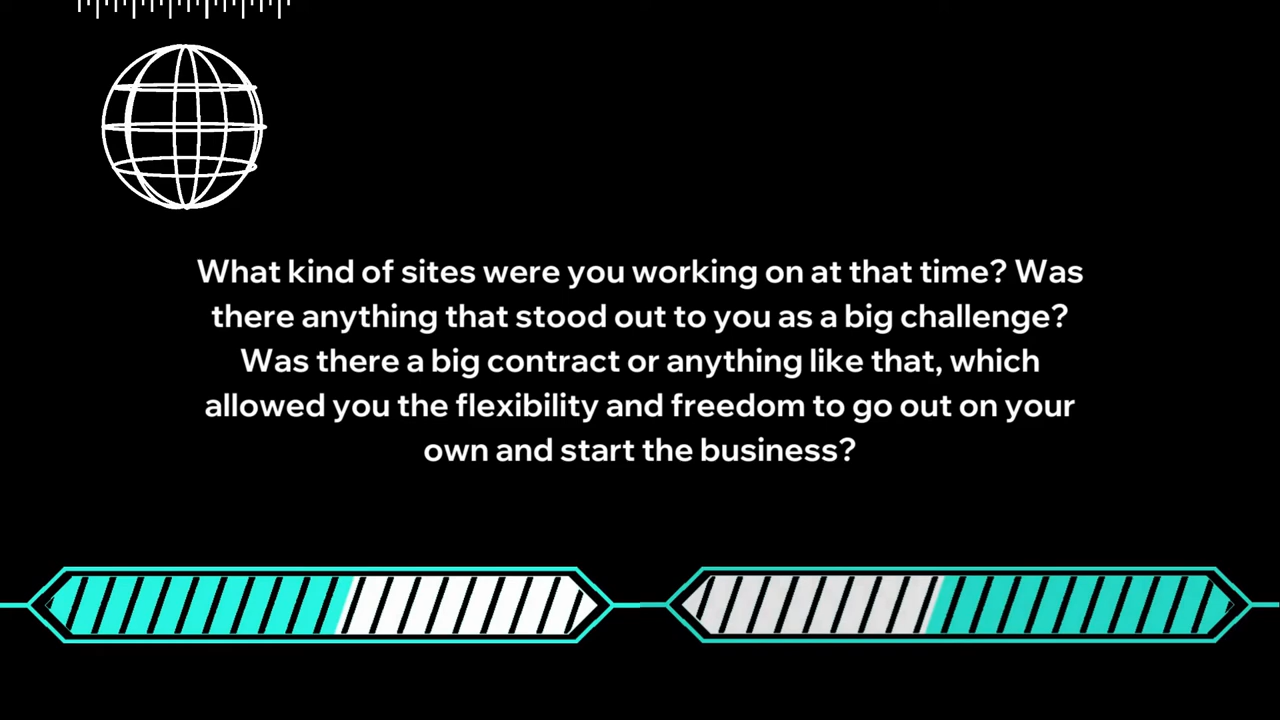 What kind of sites were you working on at that time? Was
there anything that stood out to you as a big challenge?
Was there a big contract or anything like that, which
allowed you the flexibility and freedom to go out on your
own and start the business?